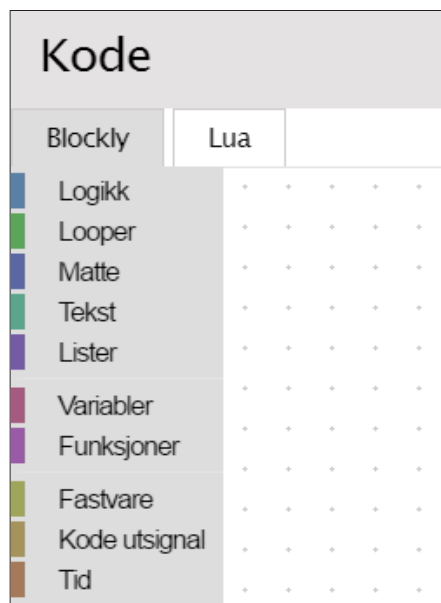 Kode
Blockly Lua
Logikk
Looper
Matte
Tekst
Lister
Variabler
Funksjoner
Fastvare
Kode utsignal
Tid